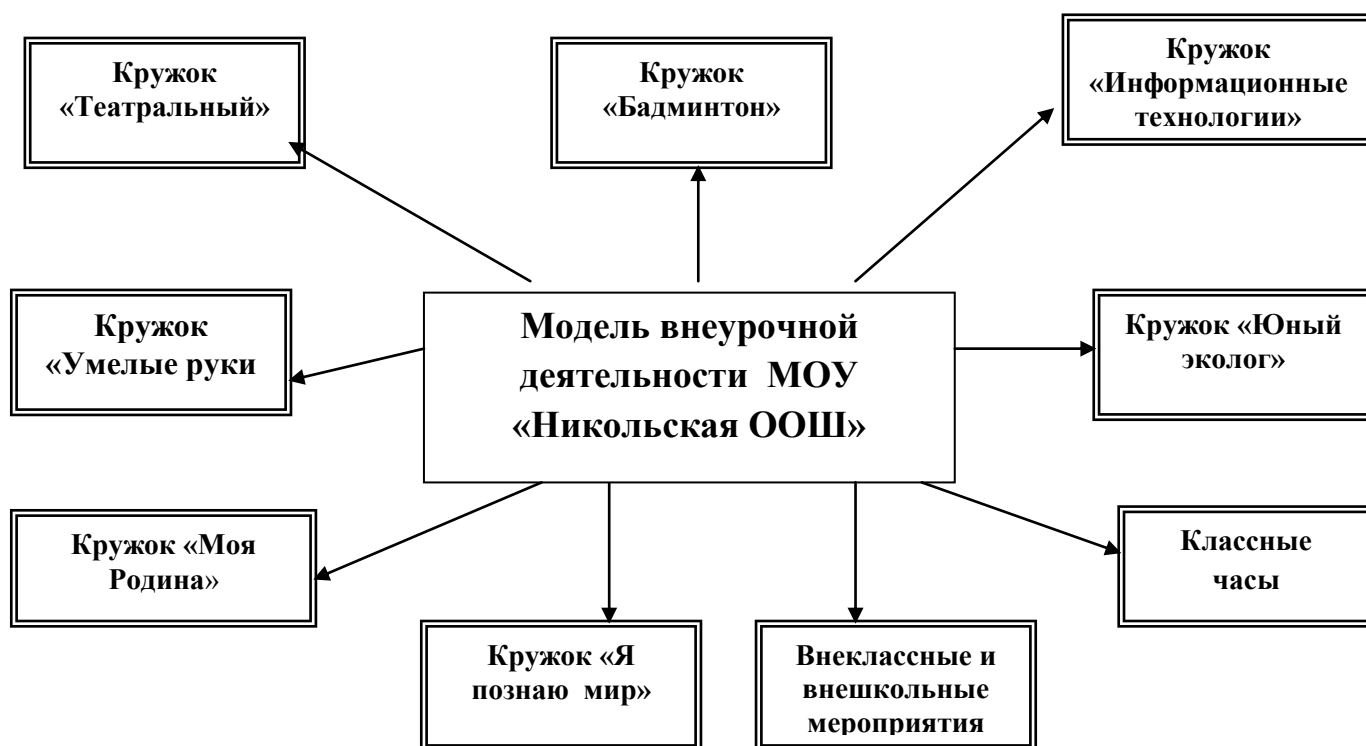 Кружок
«Театральный»
Кружок
«Бадминтон»
Кружок
«Информационные
технологии»
Кружок
«Умелые руки
Модель внеурочной
деятельности  МОУ
«Никольская ООШ»
Кружок «Юный
эколог»
Кружок «Моя
Родина»
Классные
часы
Кружок «Я
познаю  мир»
Внеклассные и
внешкольные
мероприятия